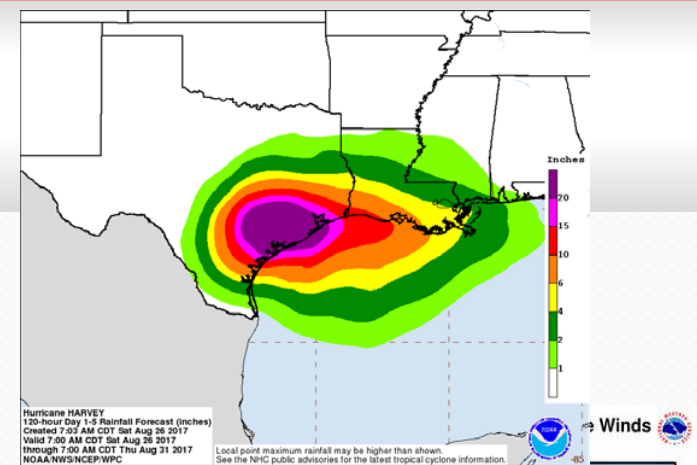 Inches
20
15
10
6
4
2
1
Hurricane HARVEY
120-hour Day 1-5 Rainfall Forecast (inches)
Created 7:03 AM CDT Sat Aug 26 2017
Valid 7:00 AM CDT Sat Aug 26 2017
through 7:00 AM CDT Thu Aug 31 2017
NOAA/NWS/NCEP/WPC
Local point maximum rainfall may be higher than shown.
See the NHC public advisories for the latest tropical cyclone information.
NOAA
-85
e Winds